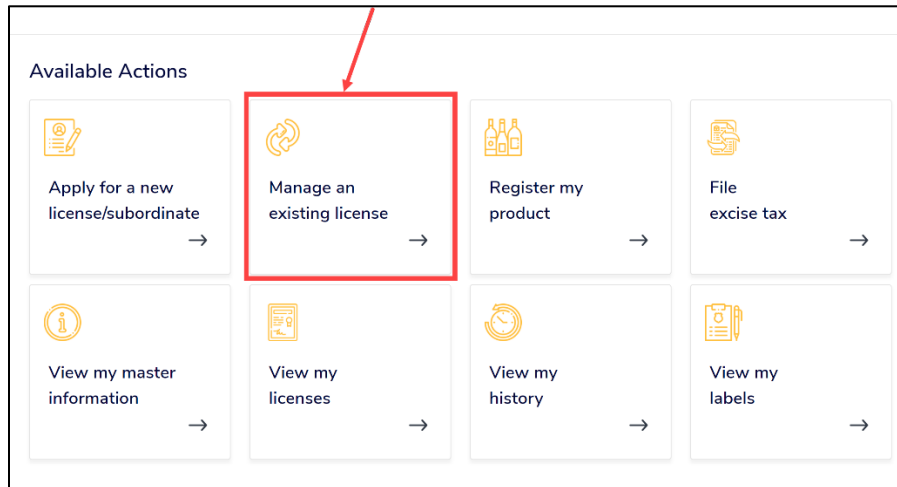 Available Actions
Apply for a new
license/subordinate
Manage an
existing license
Register my
product
File
excise tax
View my master
information
View my
licenses
View my
history
View my
labels